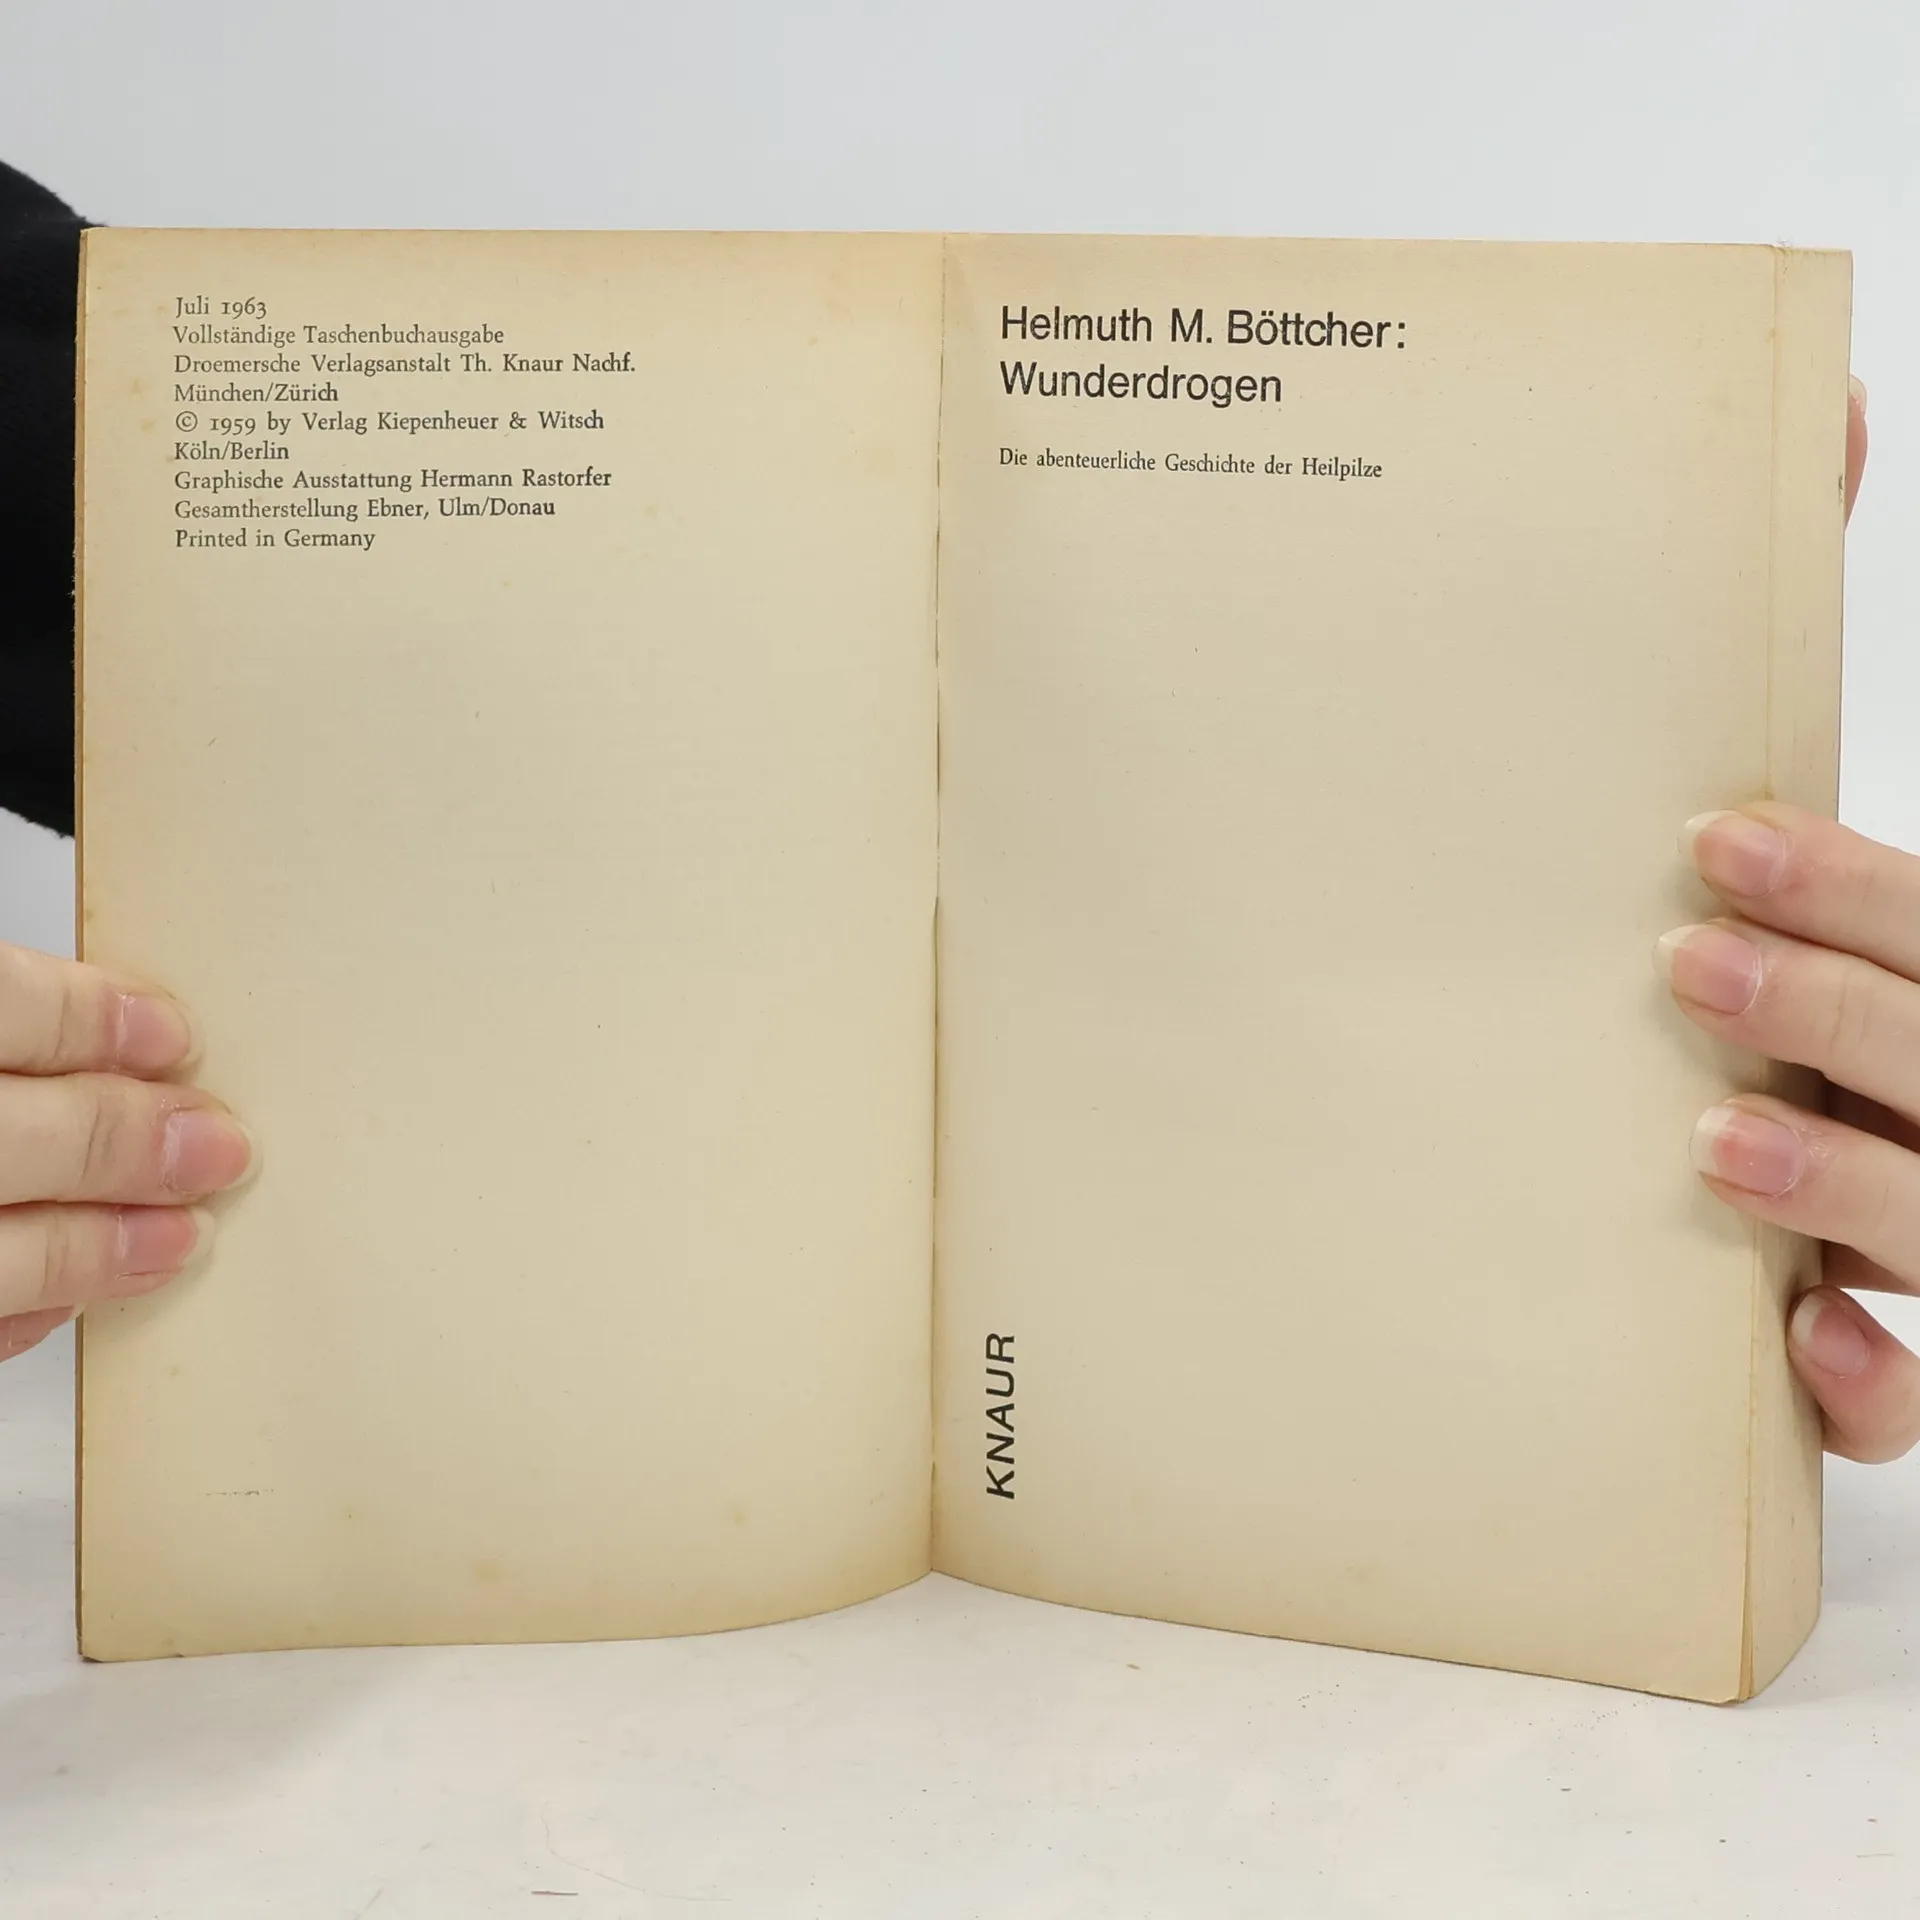 Juli 1963
Vollständige Taschenbuchausgabe
Droemersche Verlagsanstalt Th. Knaur Nachf.
München/Zürich
© 1959 by Verlag Kiepenheuer & Witsch
Köln/Berlin
Graphische Ausstattung Hermann Rastorfer
Gesamtherstellung Ebner, Ulm/Donau
Printed in Germany
Helmuth M. Böttcher:
Wunderdrogen
Die abenteuerliche Geschichte der Heilpilze
KNAUR